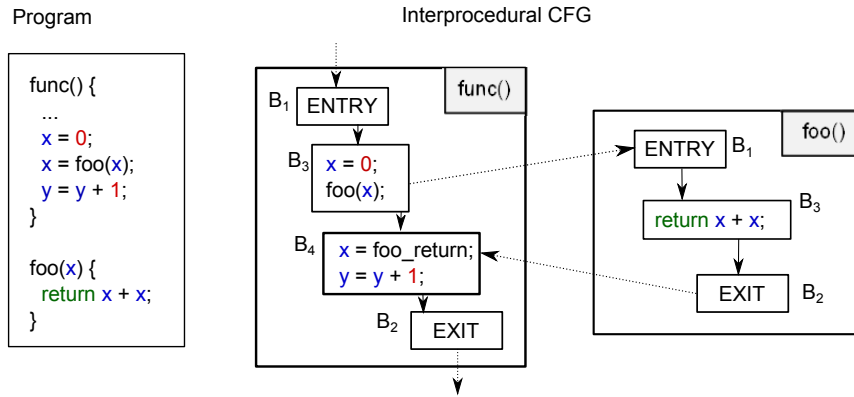 Program
Interprocedural CFG
func() {
...
x = 0;
x = foo(x);
y = y + 1;
}
foo(x) {
return x + x;
}
func()
B1 ENTRY
B3 x = 0;
foo(x);
B4 x = foo_return;
y = y + 1;
B2 EXIT
foo()
ENTRY B1
return x + x; B3
EXIT B2